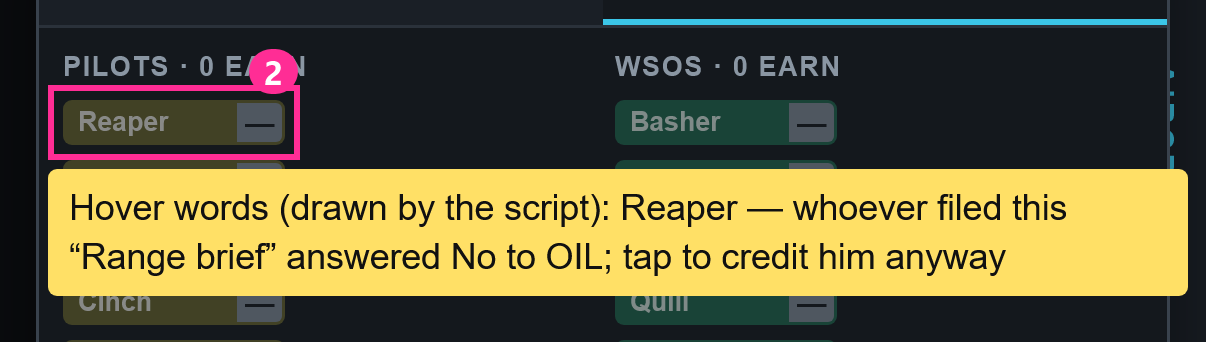 PILOTS · 0 EARN
2
WSOS · 0 EARN
Reaper —
Basher —
Hover words (drawn by the script): Reaper — whoever filed this
“Range brief” answered No to OIL; tap to credit him anyway
Cinch —
Quill —